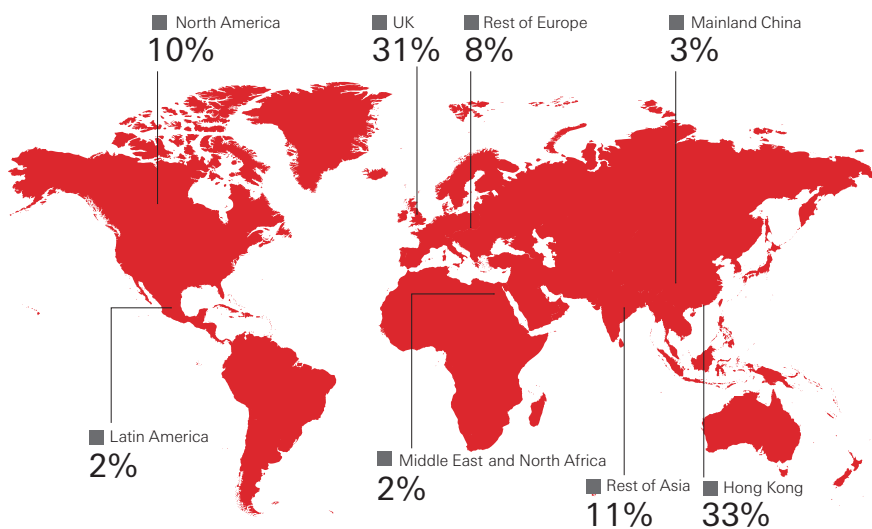 North America
10%
UK
31%
Rest of Europe
8%
Mainland China
3%
Latin America
2%
Middle East and North Africa
2%
Rest of Asia
11%
Hong Kong
33%